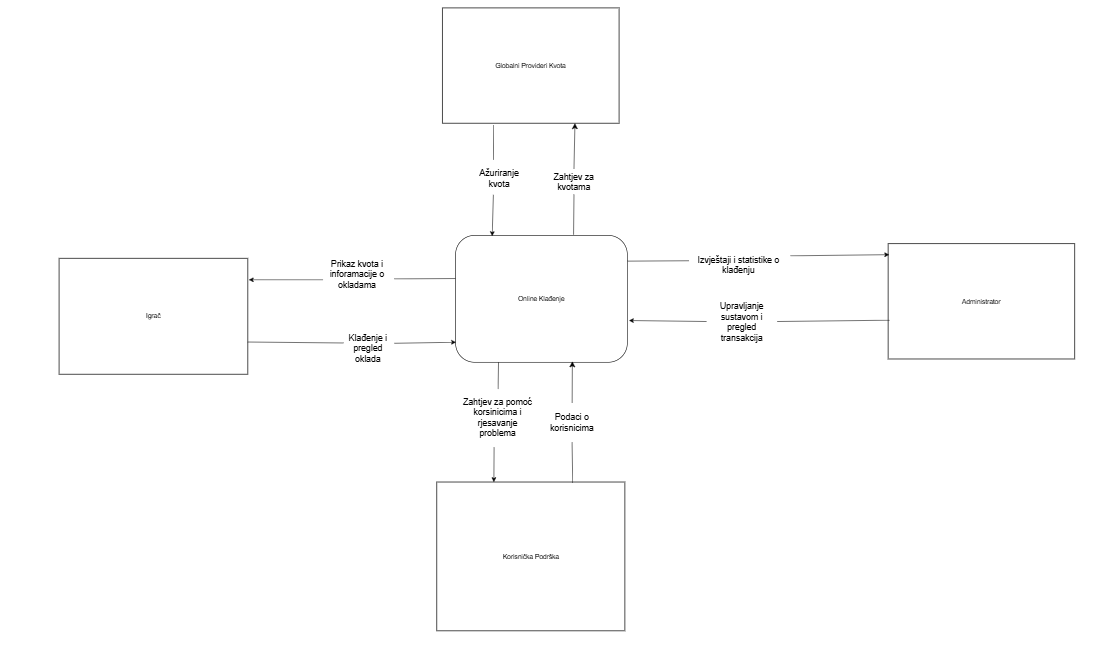 Globalni Provideri Kvota
Ažuriranje
kvota
Zahtjev za
kvotama
Prikaz kvota i
inforamacije o
okladama
Igrač
Klađenje i
pregled
oklada
Online Klađenje
Izvještaji i statistike o
klađenju
Administrator
Upravljanje
sustavom i
pregled
transakcija
Zahtjev za pomoć
korsinicima i
rjesavanje
problema
Podaci o
korisnicima
Korisnička Podrška